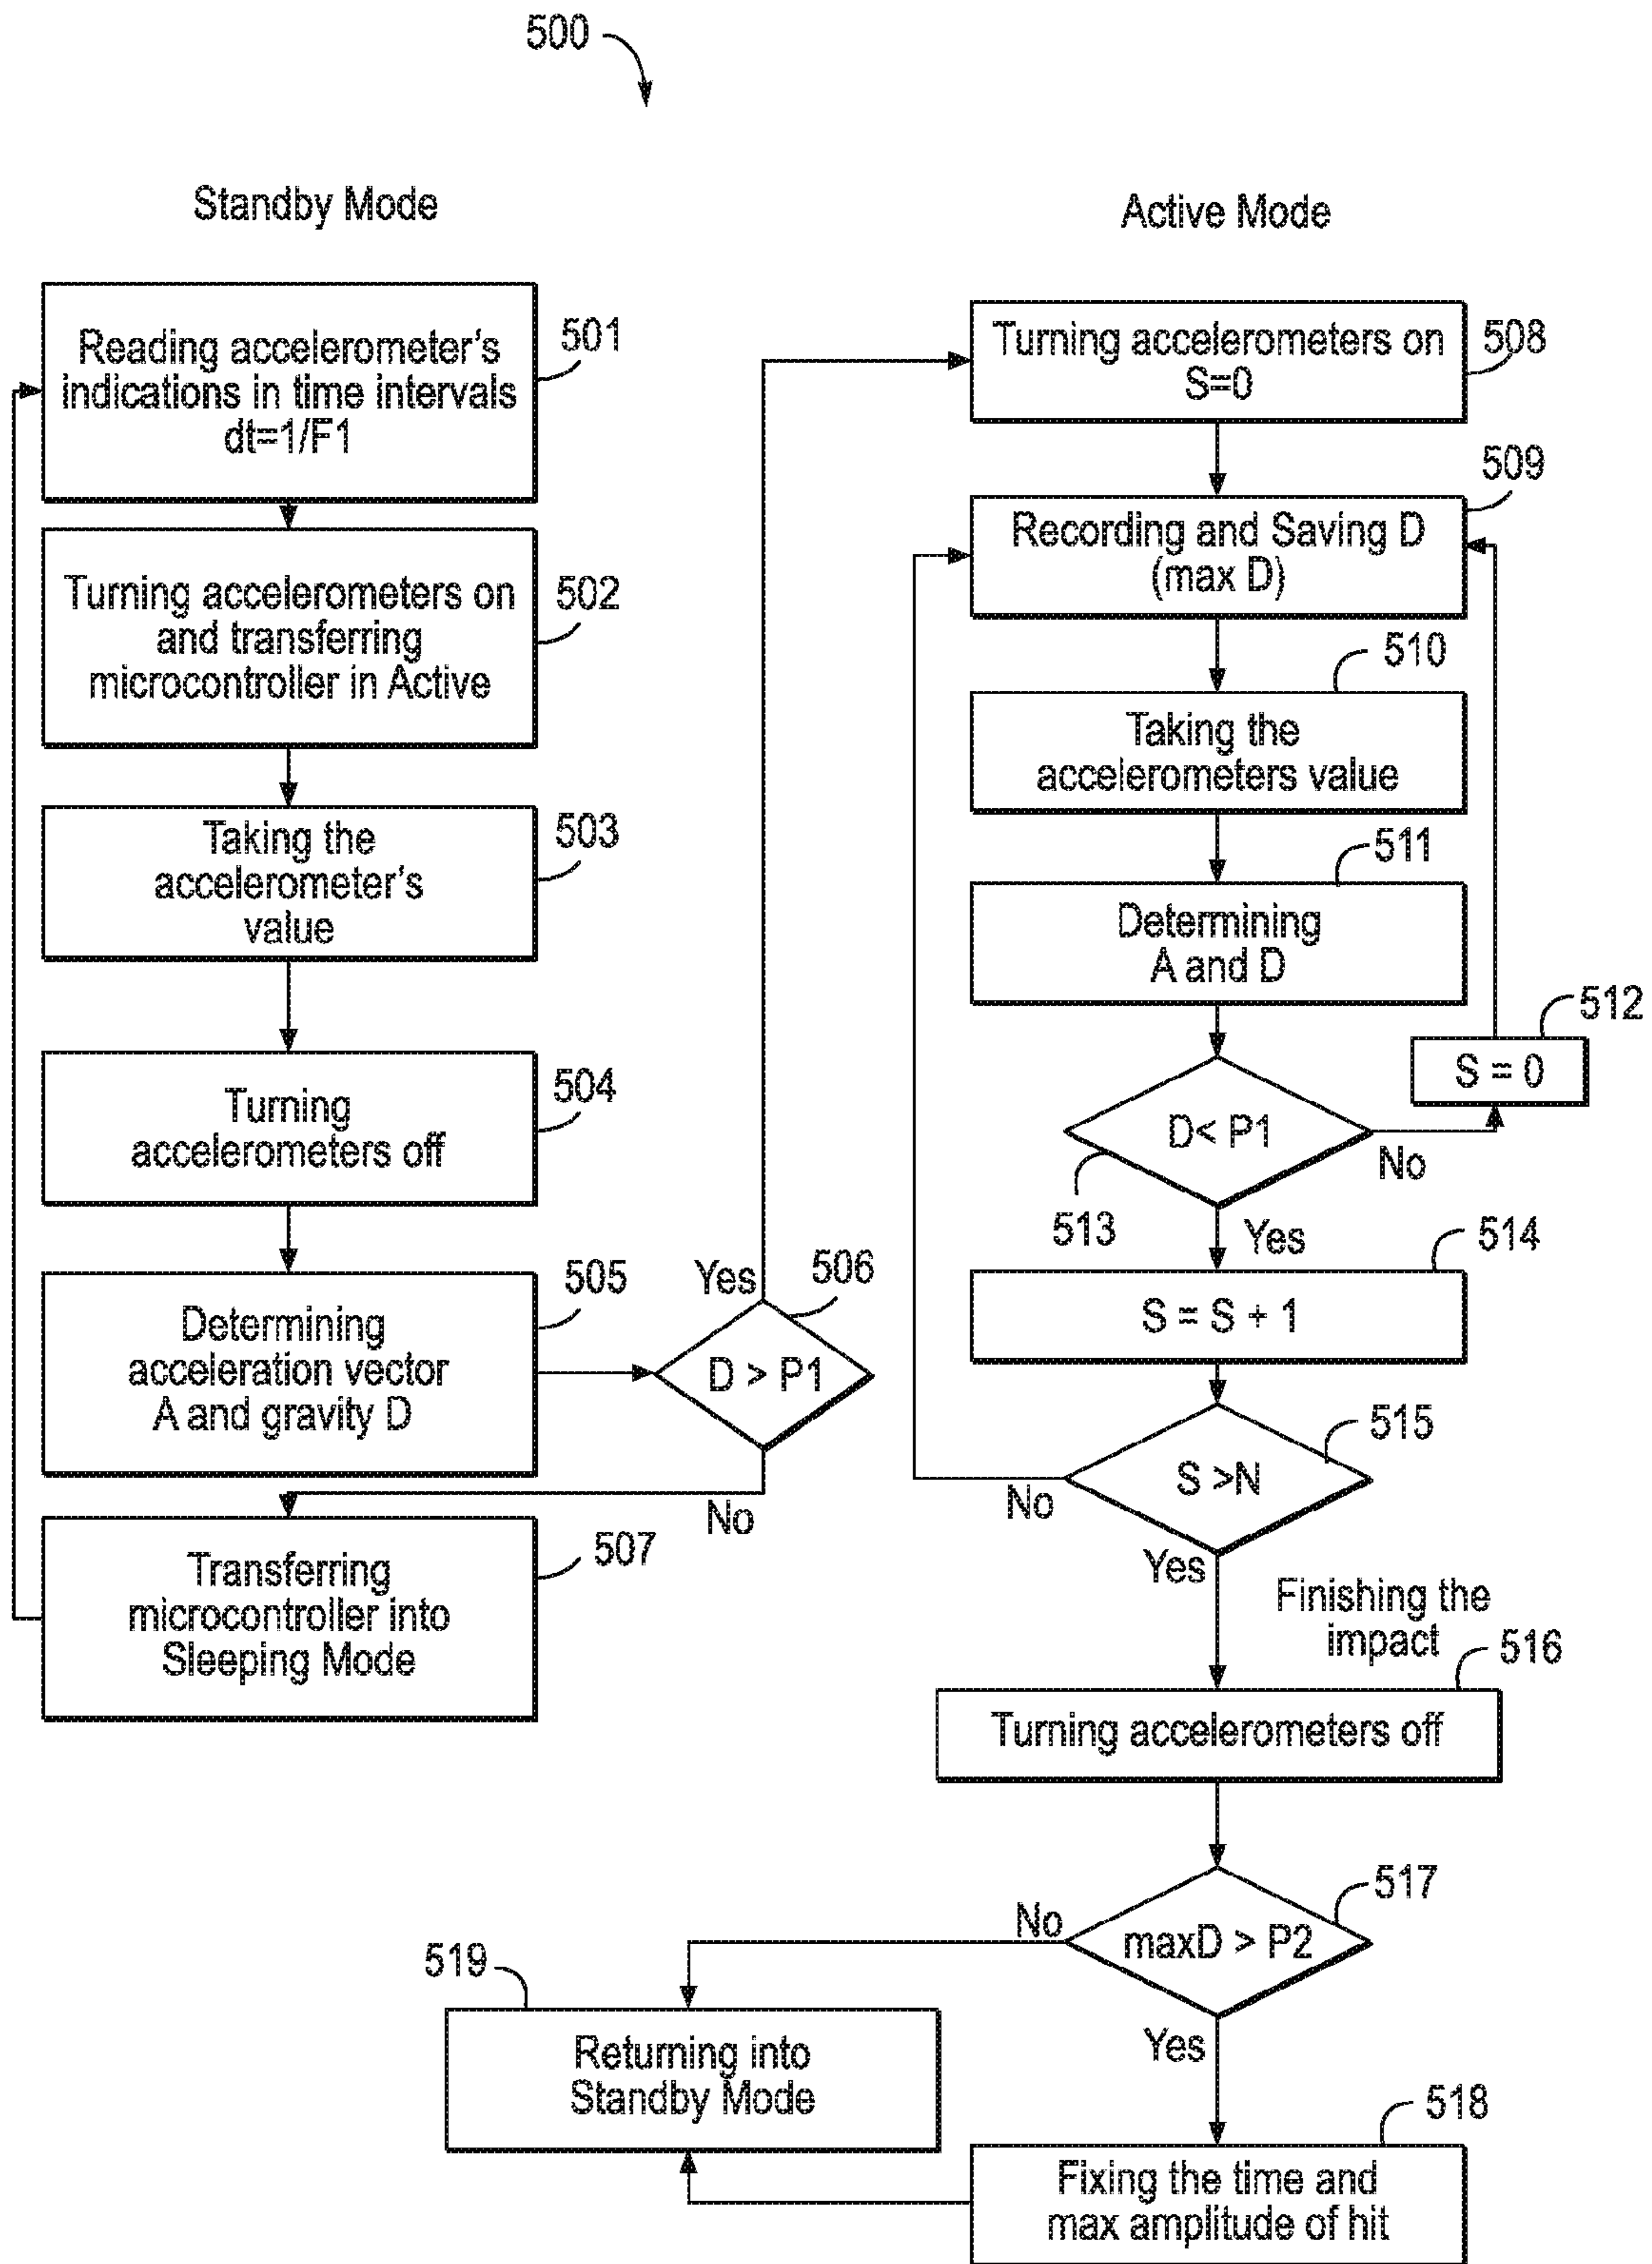 500
Standby Mode
Reading accelerometer's
indications in time intervals
dt=1/F1
501
Turning accelerometers on
and transferring
microcontroller in Active
502
Taking the
accelerometer's
value
503
Turning
accelerometers off
504
Determining
acceleration vector
A and gravity D
505
D > P1
506
Yes
No
Transferring
microcontroller into
Sleeping Mode
507
Active Mode
Turning accelerometers on
S=0
508
Recording and Saving D
(max D)
509
Taking the
accelerometers value
510
Determining
A and D
511
S = 0
512
D< P1
No
513
Yes
S = S + 1
514
S >N
515
No
Yes
Finishing the
impact
Turning accelerometers off
516
maxD > P2
517
No
Yes
Fixing the time and
max amplitude of hit
518
Returning into
Standby Mode
519